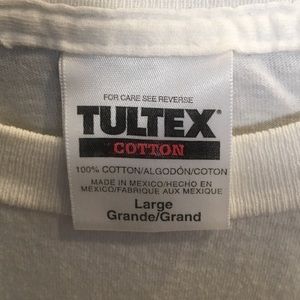 FOR CARE SEE REVERSE
TULTEX®
COTTON
100% COTTON/ALGODÓN/COTON
MADE IN MEXICO/HECHO EN
MEXICO/FABRIQUE AUX MEXIQUE
Large
Grande/Grand